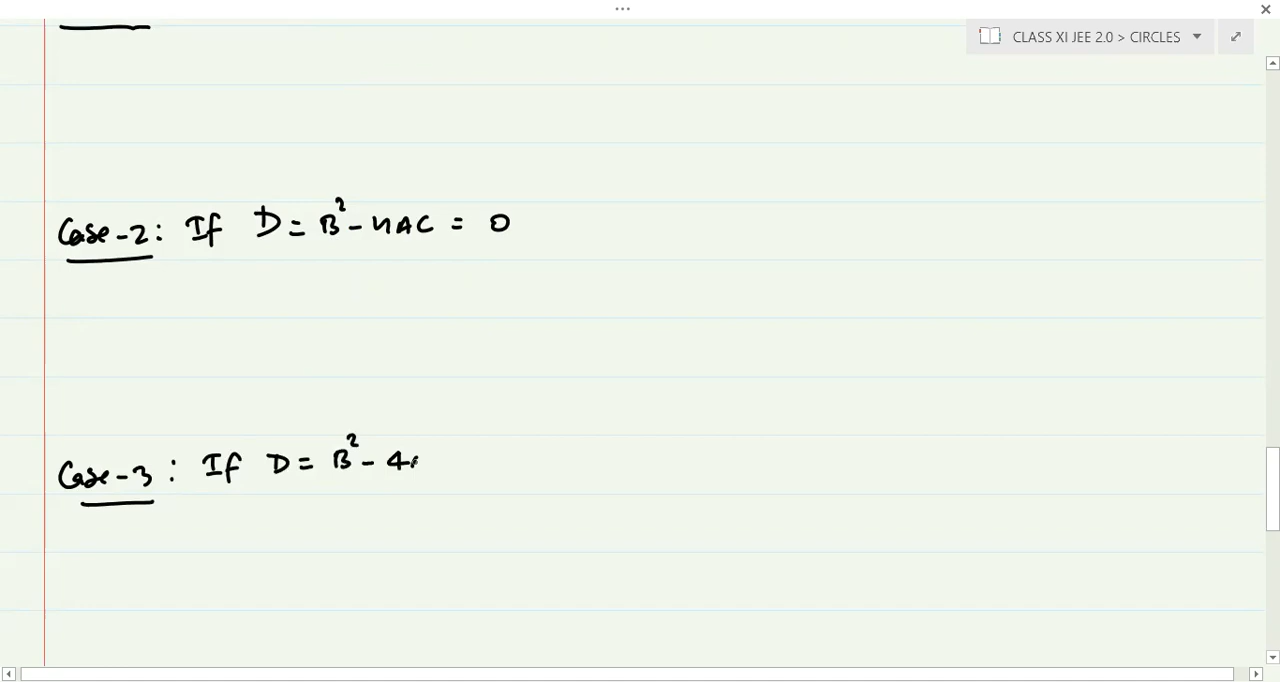 ...
CLASS XI JEE 2.0 > CIRCLES
Case-2: If D = B² - 4AC = 0
Case-3: If D = B² - 4